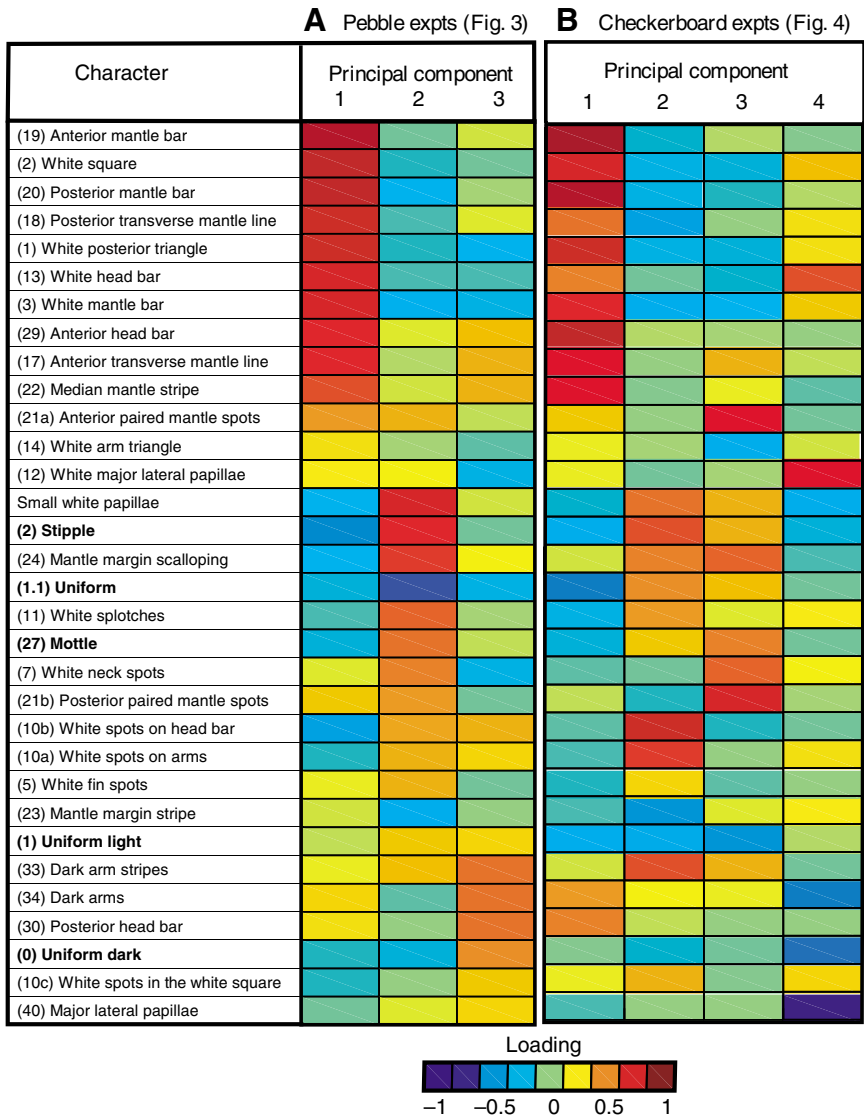 A Pebble expts (Fig. 3)
B Checkerboard expts (Fig. 4)
Character
Principal component
1 2 3
Principal component
1 2 3 4
(19) Anterior mantle bar
(2) White square
(20) Posterior mantle bar
(18) Posterior transverse mantle line
(1) White posterior triangle
(13) White head bar
(3) White mantle bar
(29) Anterior head bar
(17) Anterior transverse mantle line
(22) Median mantle stripe
(21a) Anterior paired mantle spots
(14) White arm triangle
(12) White major lateral papillae
Small white papillae
(2) Stipple
(24) Mantle margin scalloping
(1.1) Uniform
(11) White splotches
(27) Mottle
(7) White neck spots
(21b) Posterior paired mantle spots
(10b) White spots on head bar
(10a) White spots on arms
(5) White fin spots
(23) Mantle margin stripe
(1) Uniform light
(33) Dark arm stripes
(34) Dark arms
(30) Posterior head bar
(0) Uniform dark
(10c) White spots in the white square
(40) Major lateral papillae
Loading
−1 −0.5 0 0.5 1